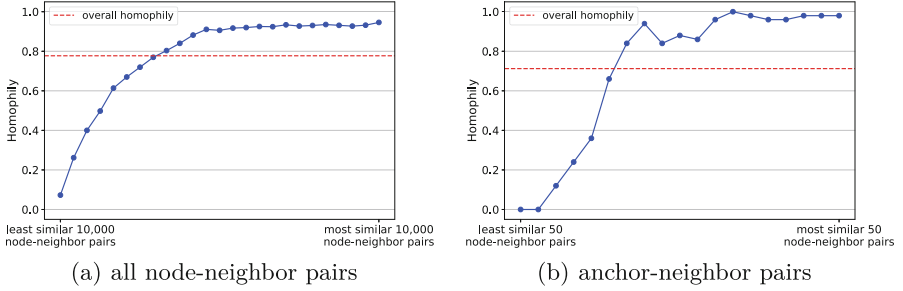 1.0
0.8
0.6
0.4
0.2
0.0
Homophily
overall homophily
least similar 10,000
node-neighbor pairs
most similar 10,000
node-neighbor pairs
(a) all node-neighbor pairs
1.0
0.8
0.6
0.4
0.2
0.0
Homophily
overall homophily
least similar 50
node-neighbor pairs
most similar 50
node-neighbor pairs
(b) anchor-neighbor pairs